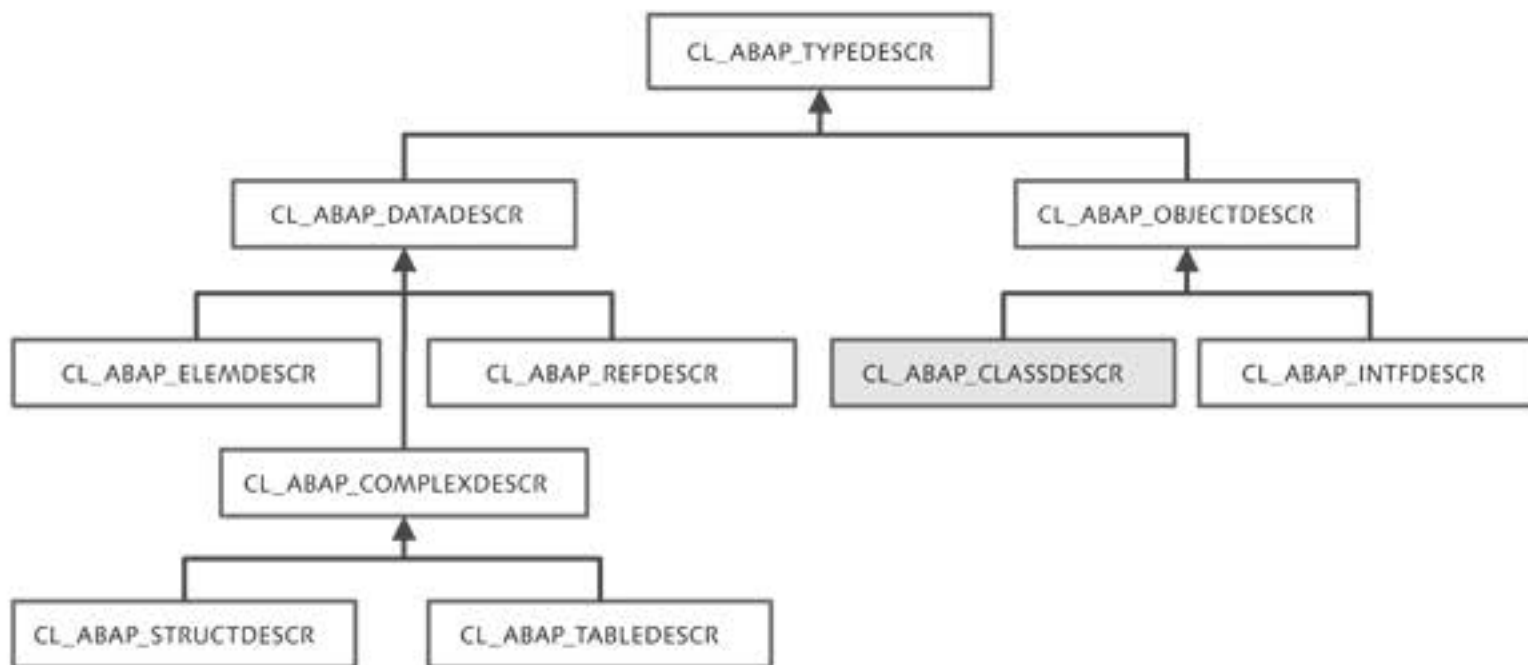 CL_ABAP_TYPEDESCR
CL_ABAP_DATADESCR
CL_ABAP_OBJECTDESCR
CL_ABAP_ELEMDESCR
CL_ABAP_REFDESCR
CL_ABAP_CLASSDESCR
CL_ABAP_INTFDESCR
CL_ABAP_COMPLEXDESCR
CL_ABAP_STRUCTDESCR
CL_ABAP_TABLEDESCR